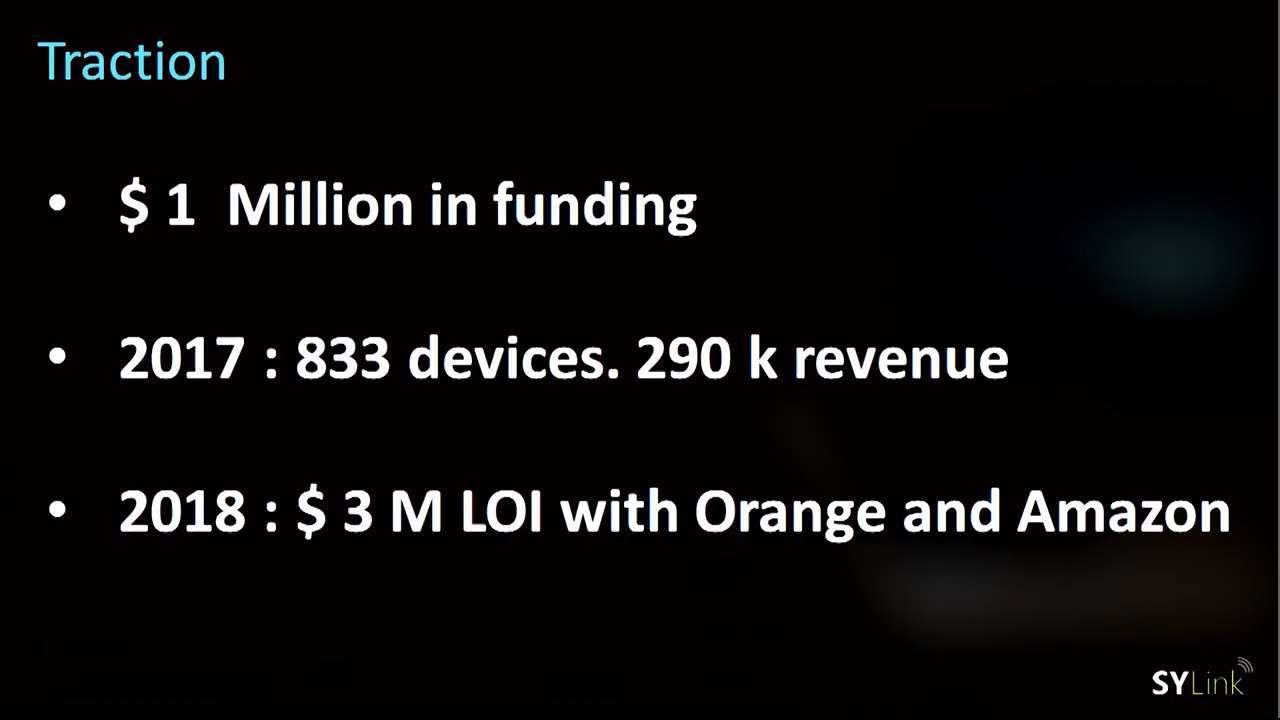 Traction
• $ 1 Million in funding
• 2017 : 833 devices. 290 k revenue
• 2018 : $ 3 M LOI with Orange and Amazon
SYLink